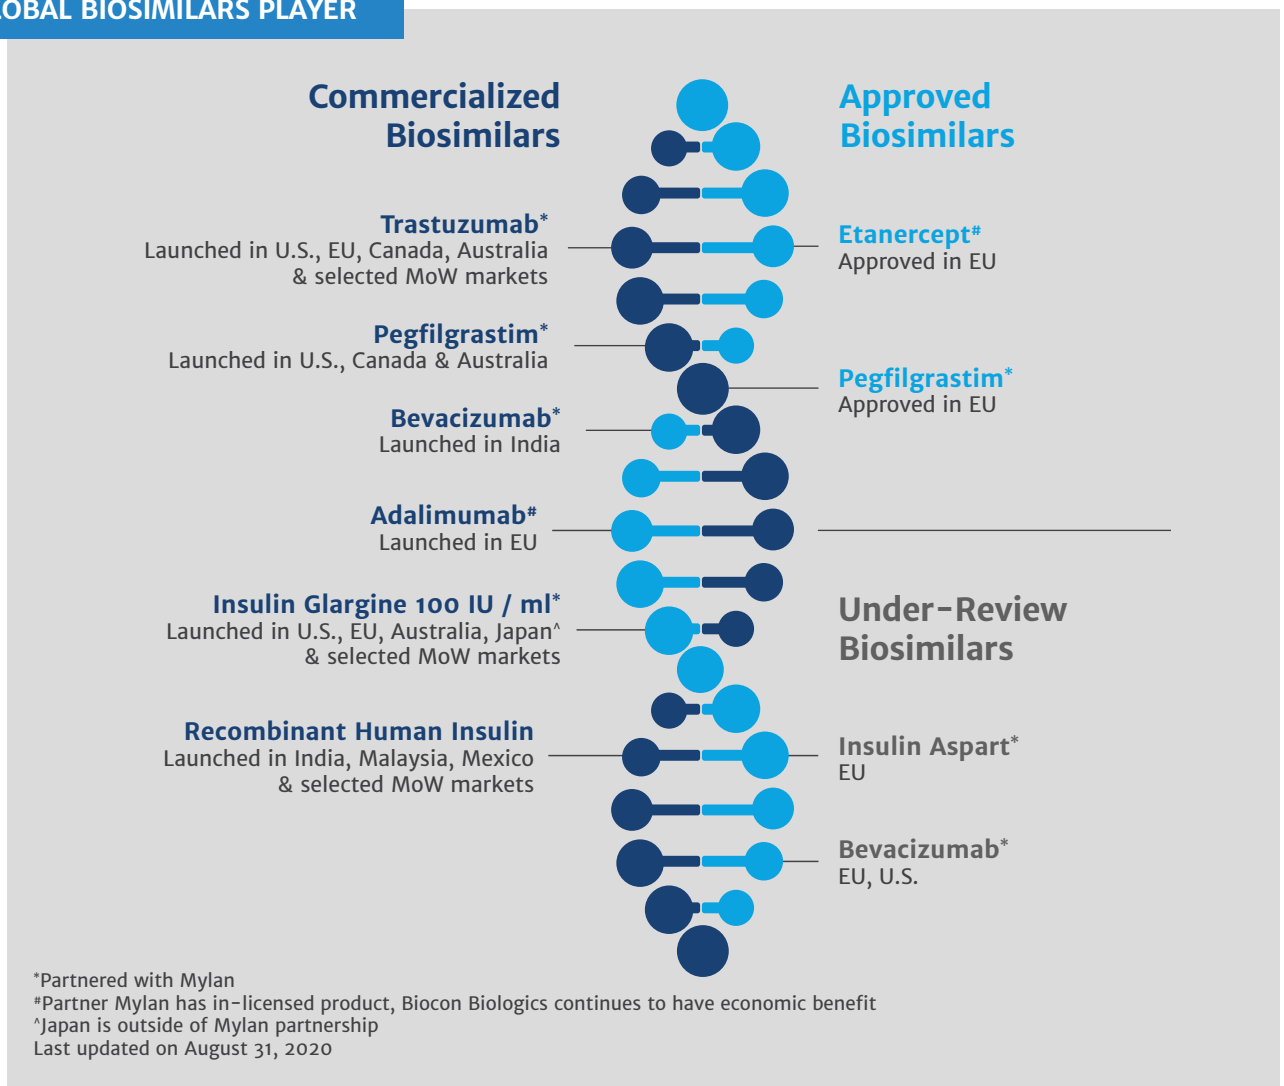 BIOSIMILARS PLAYER
Commercialized
Biosimilars
Trastuzumab*
Launched in U.S., EU, Canada, Australia
& selected MoW markets
Pegfilgrastim*
Launched in U.S., Canada & Australia
Bevacizumab*
Launched in India
Adalimumab#
Launched in EU
Insulin Glargine 100 IU / ml*
Launched in U.S., EU, Australia, Japan^
& selected MoW markets
Recombinant Human Insulin
Launched in India, Malaysia, Mexico
& selected MoW markets
Approved
Biosimilars
Etanercept#
Approved in EU
Pegfilgrastim*
Approved in EU
Under-Review
Biosimilars
Insulin Aspart*
EU
Bevacizumab*
EU, U.S.
*Partnered with Mylan
#Partner Mylan has in-licensed product, Biocon Biologics continues to have economic benefit
^Japan is outside of Mylan partnership
Last updated on August 31, 2020